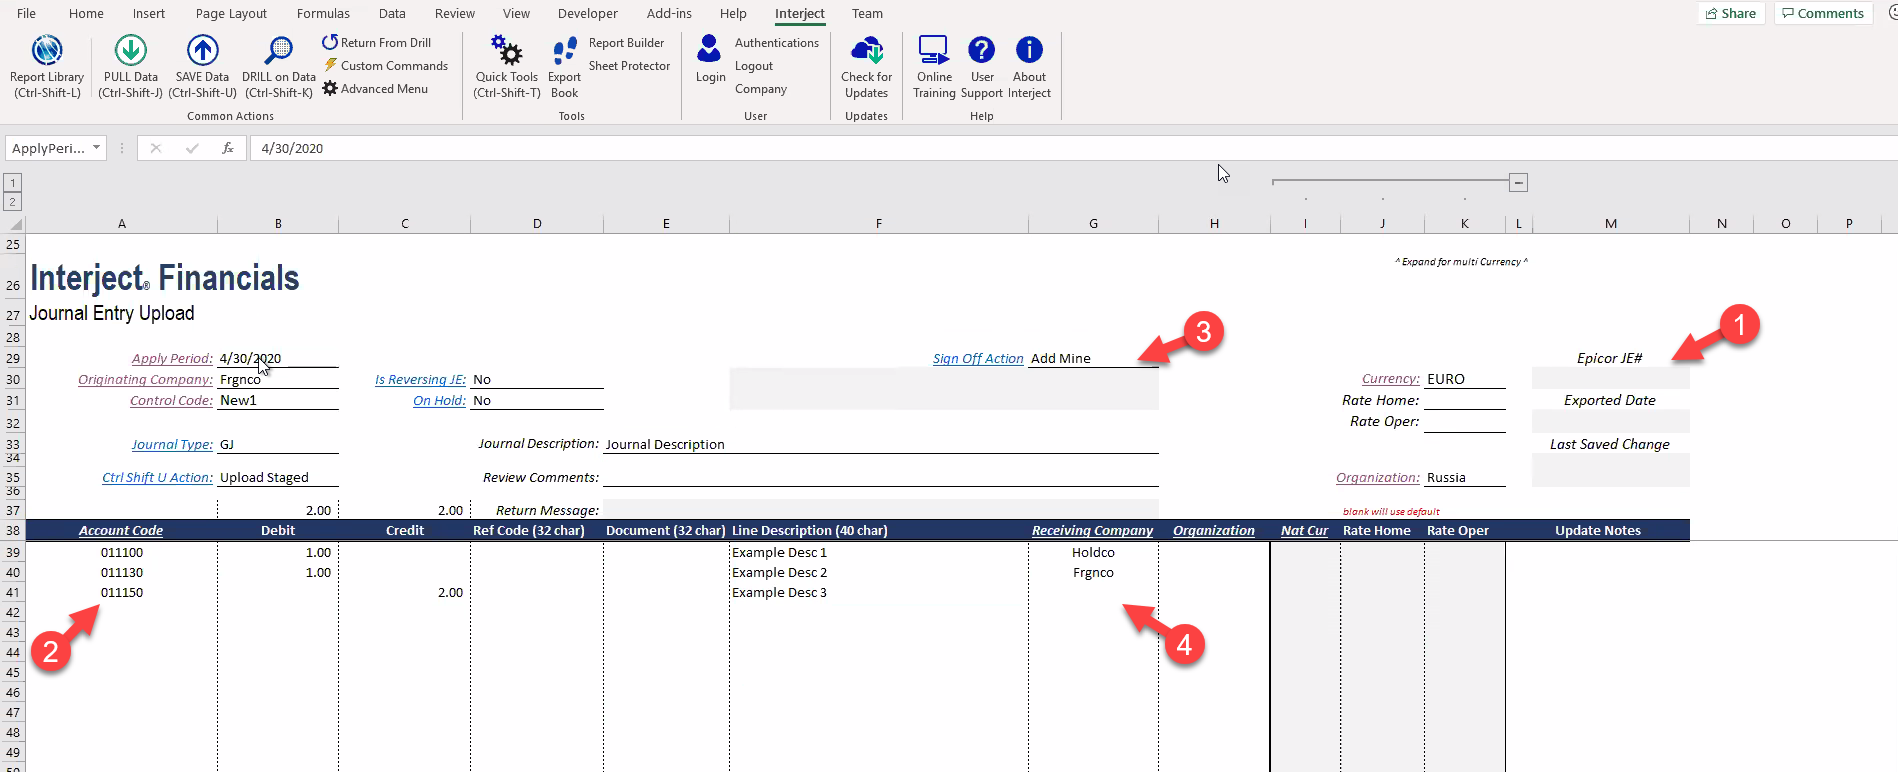 File Home Insert Page Layout Formulas Data Review View Developer Add-ins Help Interject Team Share Comments
Report Library (Ctrl-Shift-L)
PULL Data (Ctrl-Shift-J)
SAVE Data (Ctrl-Shift-U)
DRILL on Data (Ctrl-Shift-K)
Return From Drill
Custom Commands
Advanced Menu
Common Actions
Quick Tools (Ctrl-Shift-T)
Export Book
Report Builder
Sheet Protector
Tools
Login
Authentications
Logout
Company
User
Check for Updates
Updates
Online Training
User Support
About Interject
Help
ApplyPeri... fx 4/30/2020
1
2
A B C D E F G H I J K L M N O P
25 ^ Expand for multi Currency ^
26 Interject® Financials
27 Journal Entry Upload
28 3 1
29 Apply Period: 4/30/2020 Sign Off Action Add Mine Epicor JE#
30 Originating Company: Frgnco Is Reversing JE: No Currency: EURO
31 Control Code: New1 On Hold: No Rate Home: Exported Date
32 Rate Oper:
33 Journal Type: GJ Journal Description: Journal Description Last Saved Change
34
35 Ctrl Shift U Action: Upload Staged Review Comments: Organization: Russia
36
37 2.00 2.00 Return Message: blank will use default
38 Account Code Debit Credit Ref Code (32 char) Document (32 char) Line Description (40 char) Receiving Company Organization Nat Cur Rate Home Rate Oper Update Notes
39 011100 1.00 Example Desc 1 Holdco
40 011130 1.00 Example Desc 2 Frgnco
41 011150 2.00 Example Desc 3
42
43 2 4
44
45
46
47
48
49
50